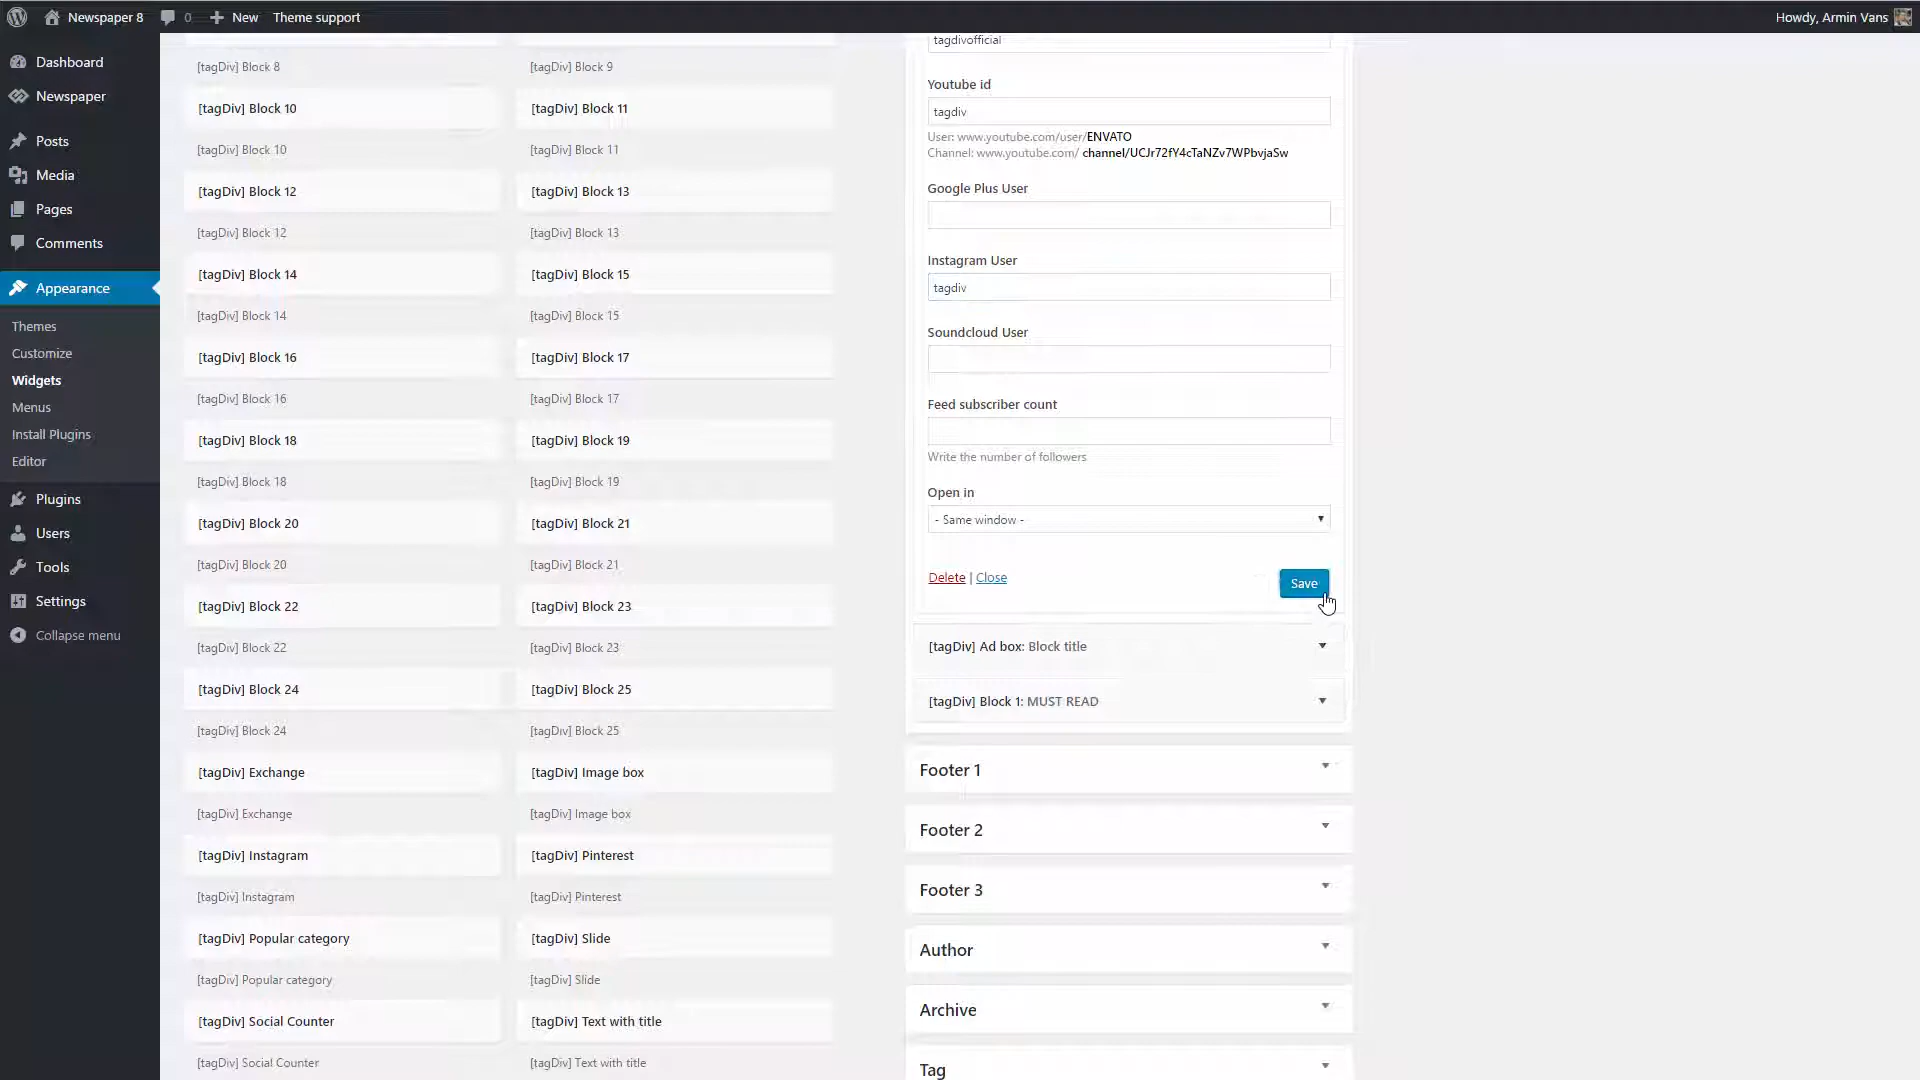 Newspaper 8
0
New
Theme support
Howdy, Armin Vans
Dashboard
Newspaper
Posts
Media
Pages
Comments
Appearance
Themes
Customize
Widgets
Menus
Install Plugins
Editor
Plugins
Users
Tools
Settings
Collapse menu
[tagDiv] Block 8
[tagDiv] Block 9
[tagDiv] Block 10
[tagDiv] Block 11
[tagDiv] Block 10
[tagDiv] Block 11
[tagDiv] Block 12
[tagDiv] Block 13
[tagDiv] Block 12
[tagDiv] Block 13
[tagDiv] Block 14
[tagDiv] Block 15
[tagDiv] Block 14
[tagDiv] Block 15
[tagDiv] Block 16
[tagDiv] Block 17
[tagDiv] Block 16
[tagDiv] Block 17
[tagDiv] Block 18
[tagDiv] Block 19
[tagDiv] Block 18
[tagDiv] Block 19
[tagDiv] Block 20
[tagDiv] Block 21
[tagDiv] Block 20
[tagDiv] Block 21
[tagDiv] Block 22
[tagDiv] Block 23
[tagDiv] Block 22
[tagDiv] Block 23
[tagDiv] Block 24
[tagDiv] Block 25
[tagDiv] Block 24
[tagDiv] Block 25
[tagDiv] Exchange
[tagDiv] Image box
[tagDiv] Exchange
[tagDiv] Image box
[tagDiv] Instagram
[tagDiv] Pinterest
[tagDiv] Instagram
[tagDiv] Pinterest
[tagDiv] Popular category
[tagDiv] Slide
[tagDiv] Popular category
[tagDiv] Slide
[tagDiv] Social Counter
[tagDiv] Text with title
[tagDiv] Social Counter
[tagDiv] Text with title
tagdivofficial
Youtube id
tagdiv
User: www.youtube.com/user/ENVATO
Channel: www.youtube.com/ channel/UCJr72fY4cTaNZv7WPbvjaSw
Google Plus User
Instagram User
tagdiv
Soundcloud User
Feed subscriber count
Write the number of followers
Open in
- Same window -
Delete | Close
Save
[tagDiv] Ad box: Block title
[tagDiv] Block 1: MUST READ
Footer 1
Footer 2
Footer 3
Author
Archive
Tag